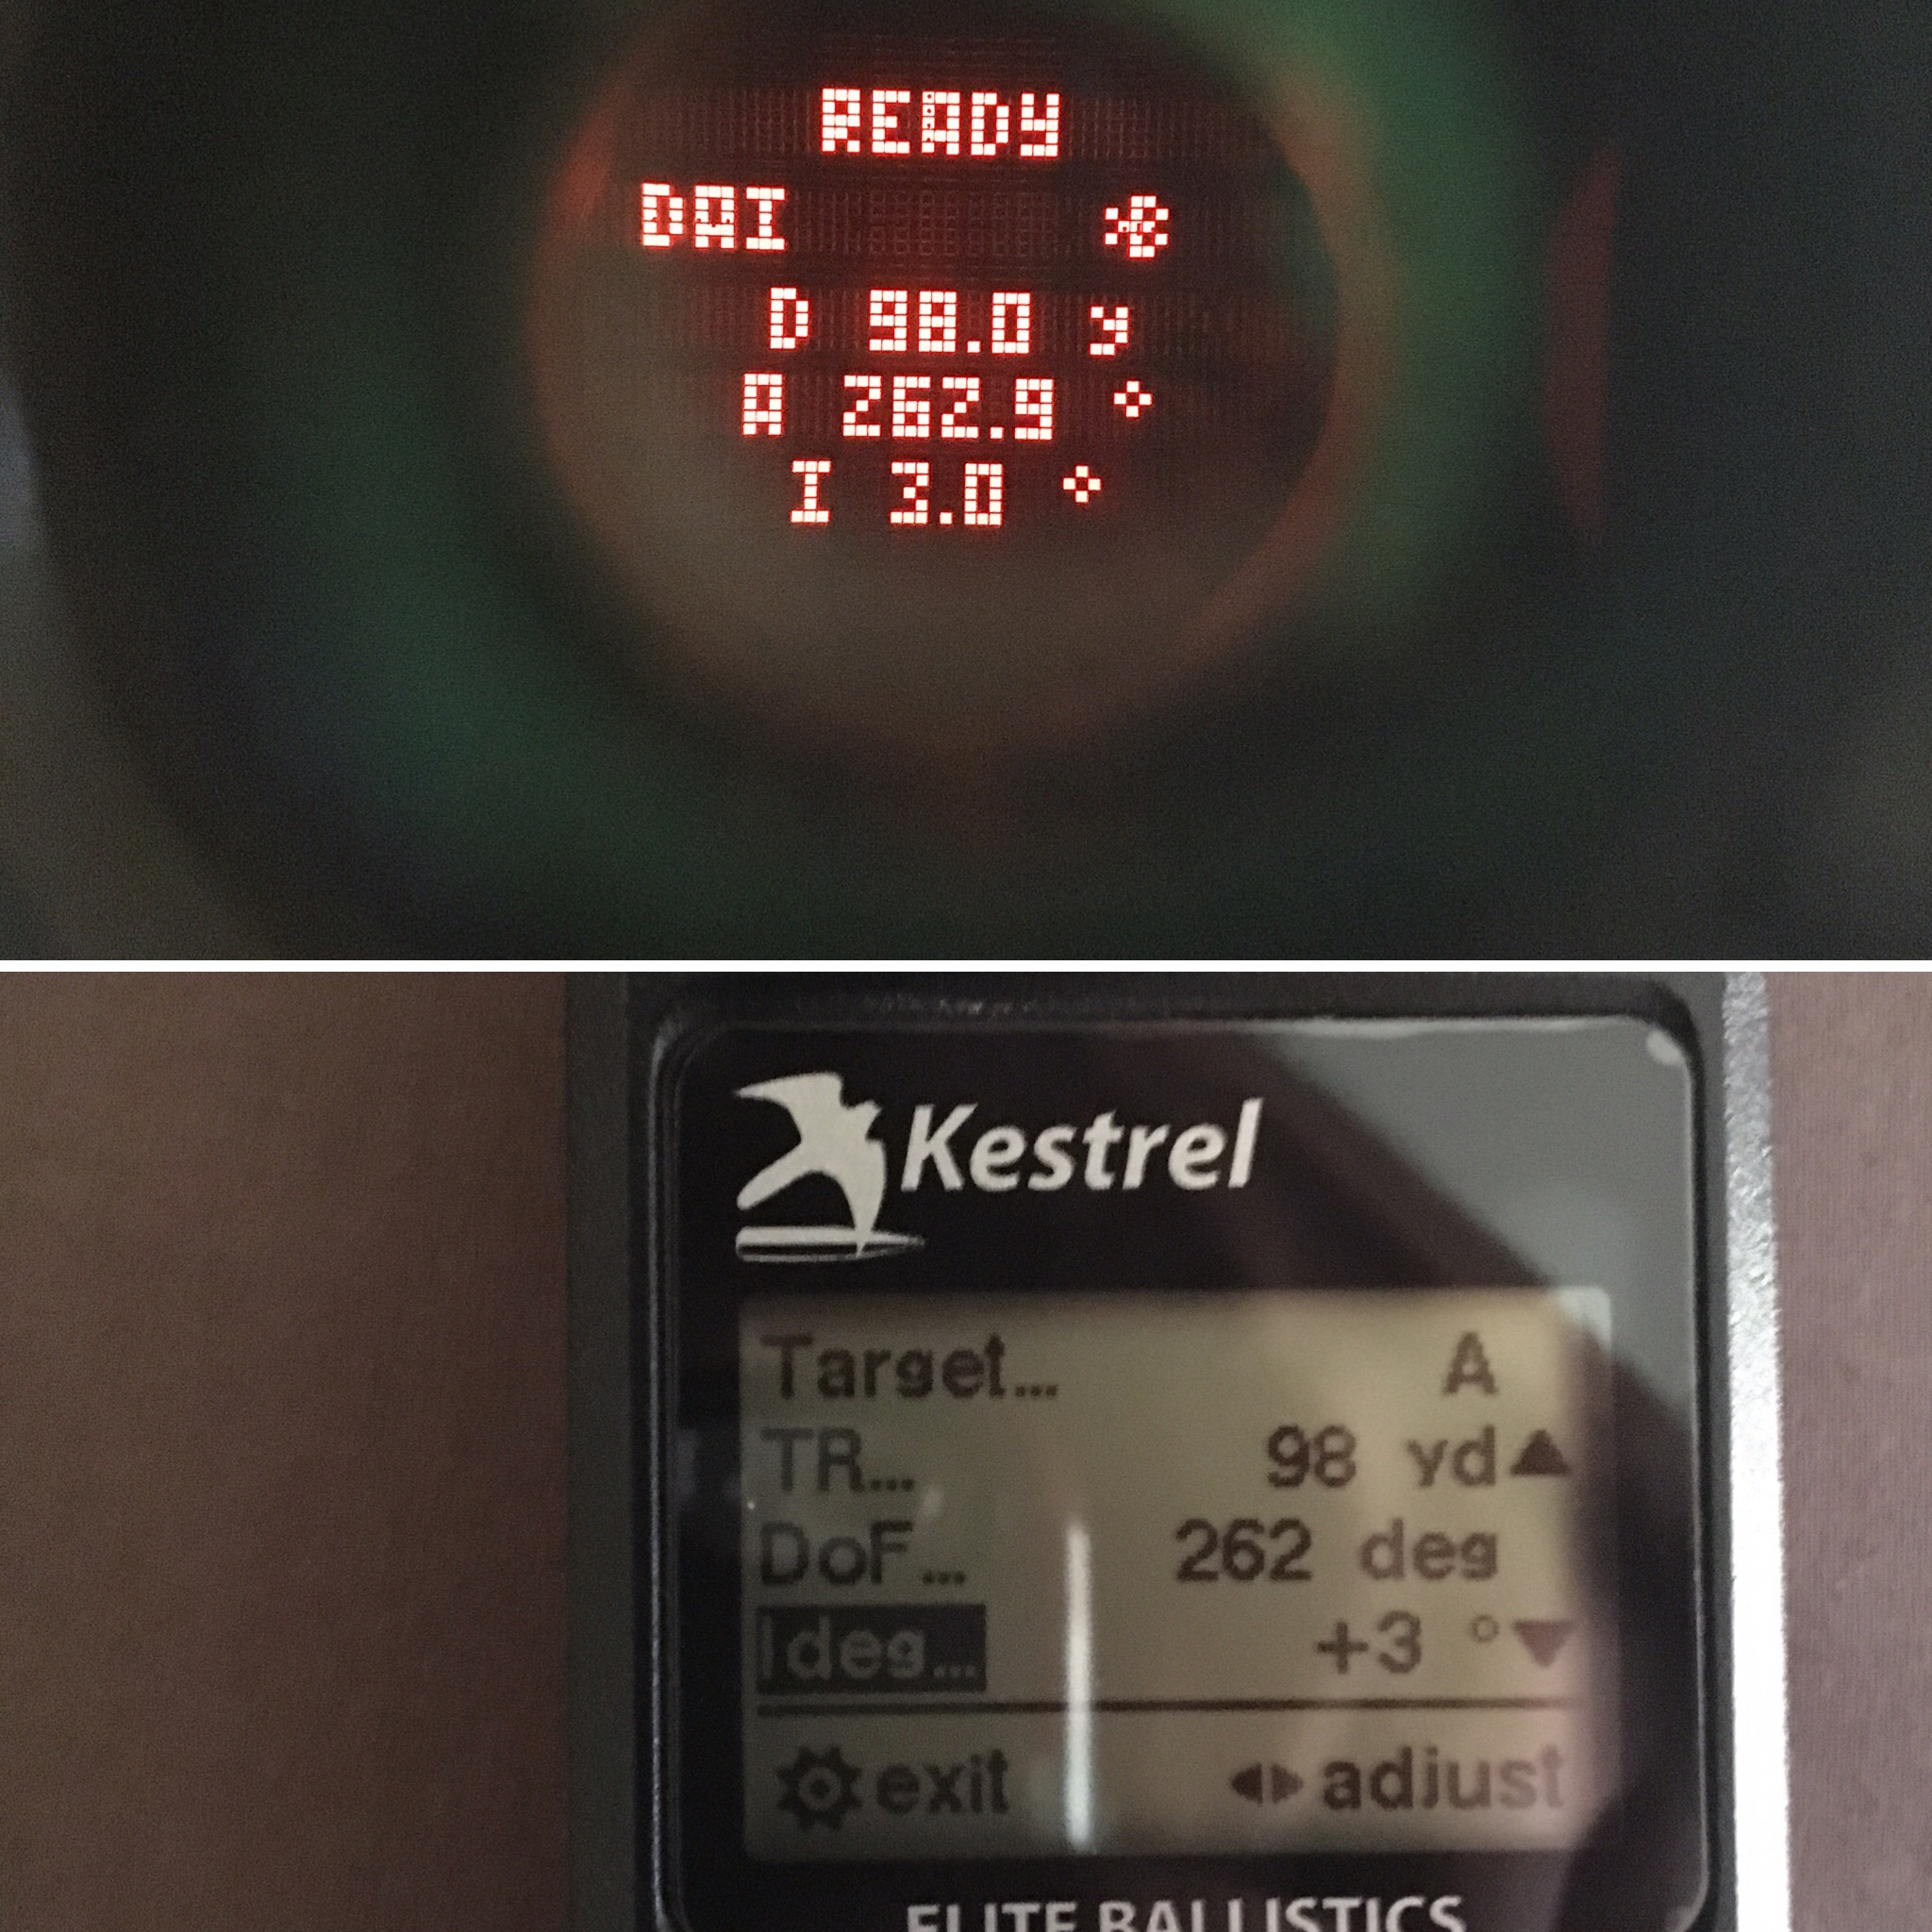 READY
DAI
D 98.0 y
A 262.9 °
I 3.0 °
Kestrel
Target... A
TR... 98 yd▲
DoF... 262 deg
Ideg... +3 °▼
exit ◀▶adjust
ELITE BALLISTICS